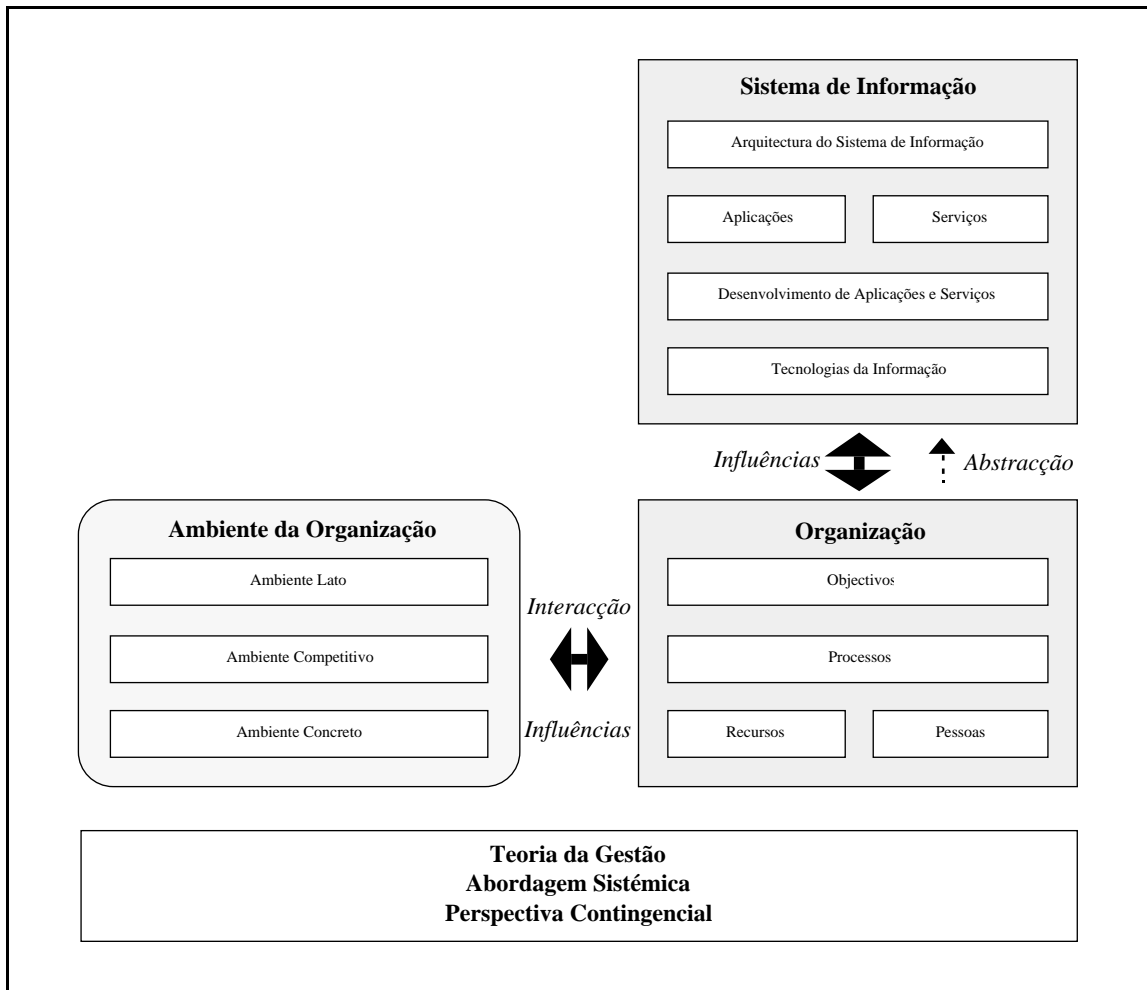 Sistema de Informação
Arquitectura do Sistema de Informação
Aplicações
Serviços
Desenvolvimento de Aplicações e Serviços
Tecnologias da Informação
Influências
Abstracção
Ambiente da Organização
Ambiente Lato
Ambiente Competitivo
Ambiente Concreto
Interacção
Influências
Organização
Objectivos
Processos
Recursos
Pessoas
Teoria da Gestão
Abordagem Sistémica
Perspectiva Contingencial